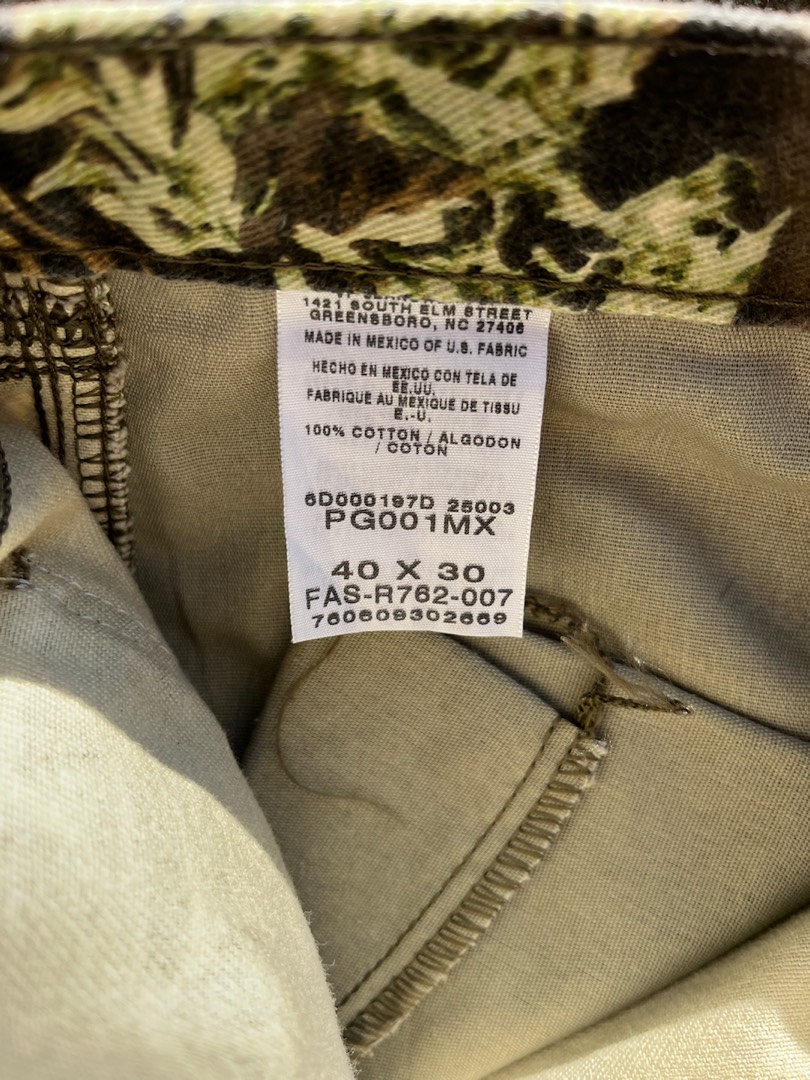 1421 SOUTH ELM STREET
GREENSBORO, NC 27406
MADE IN MEXICO OF U.S. FABRIC
HECHO EN MEXICO CON TELA DE
EE.UU.
FABRIQUE AU MEXIQUE DE TISSU
E.-U.
100% COTTON / ALGODON
/ COTON
6D000197D 25003
PG001MX
40 X 30
FAS-R762-007
760609302669